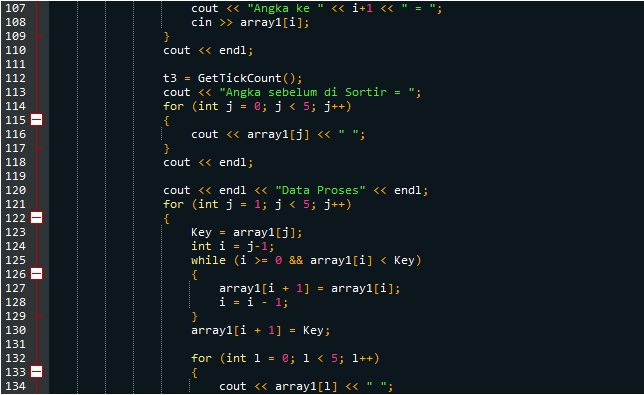 107 cout << "Angka ke " << i+1 << " = ";
108 cin >> array1[i];
109 }
110 cout << endl;
111
112 t3 = GetTickCount();
113 cout << "Angka sebelum di Sortir = ";
114 for (int j = 0; j < 5; j++)
115 {
116 cout << array1[j] << " ";
117 }
118 cout << endl;
119
120 cout << endl << "Data Proses" << endl;
121 for (int j = 1; j < 5; j++)
122 {
123 Key = array1[j];
124 int i = j-1;
125 while (i >= 0 && array1[i] < Key)
126 {
127 array1[i + 1] = array1[i];
128 i = i - 1;
129 }
130 array1[i + 1] = Key;
131
132 for (int l = 0; l < 5; l++)
133 {
134 cout << array1[l] << " ";